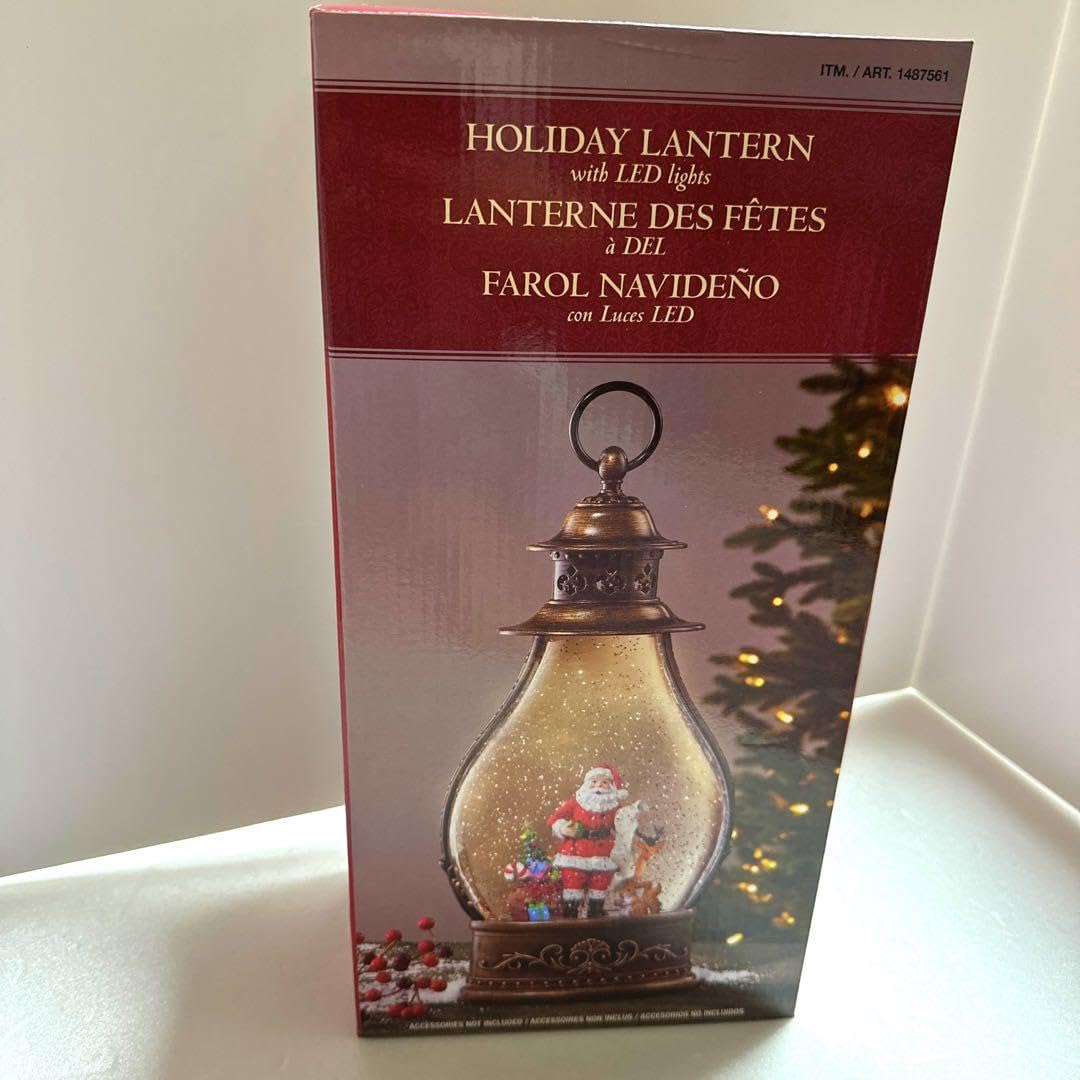 ITM. / ART. 1487561
HOLIDAY LANTERN
with LED lights
LANTERNE DES FÊTES
à DEL
FAROL NAVIDEÑO
con Luces LED
ACCESSORIES NOT INCLUDED / ACCESSOIRES NON INCLUS / ACCESORIOS NO INCLUIDOS